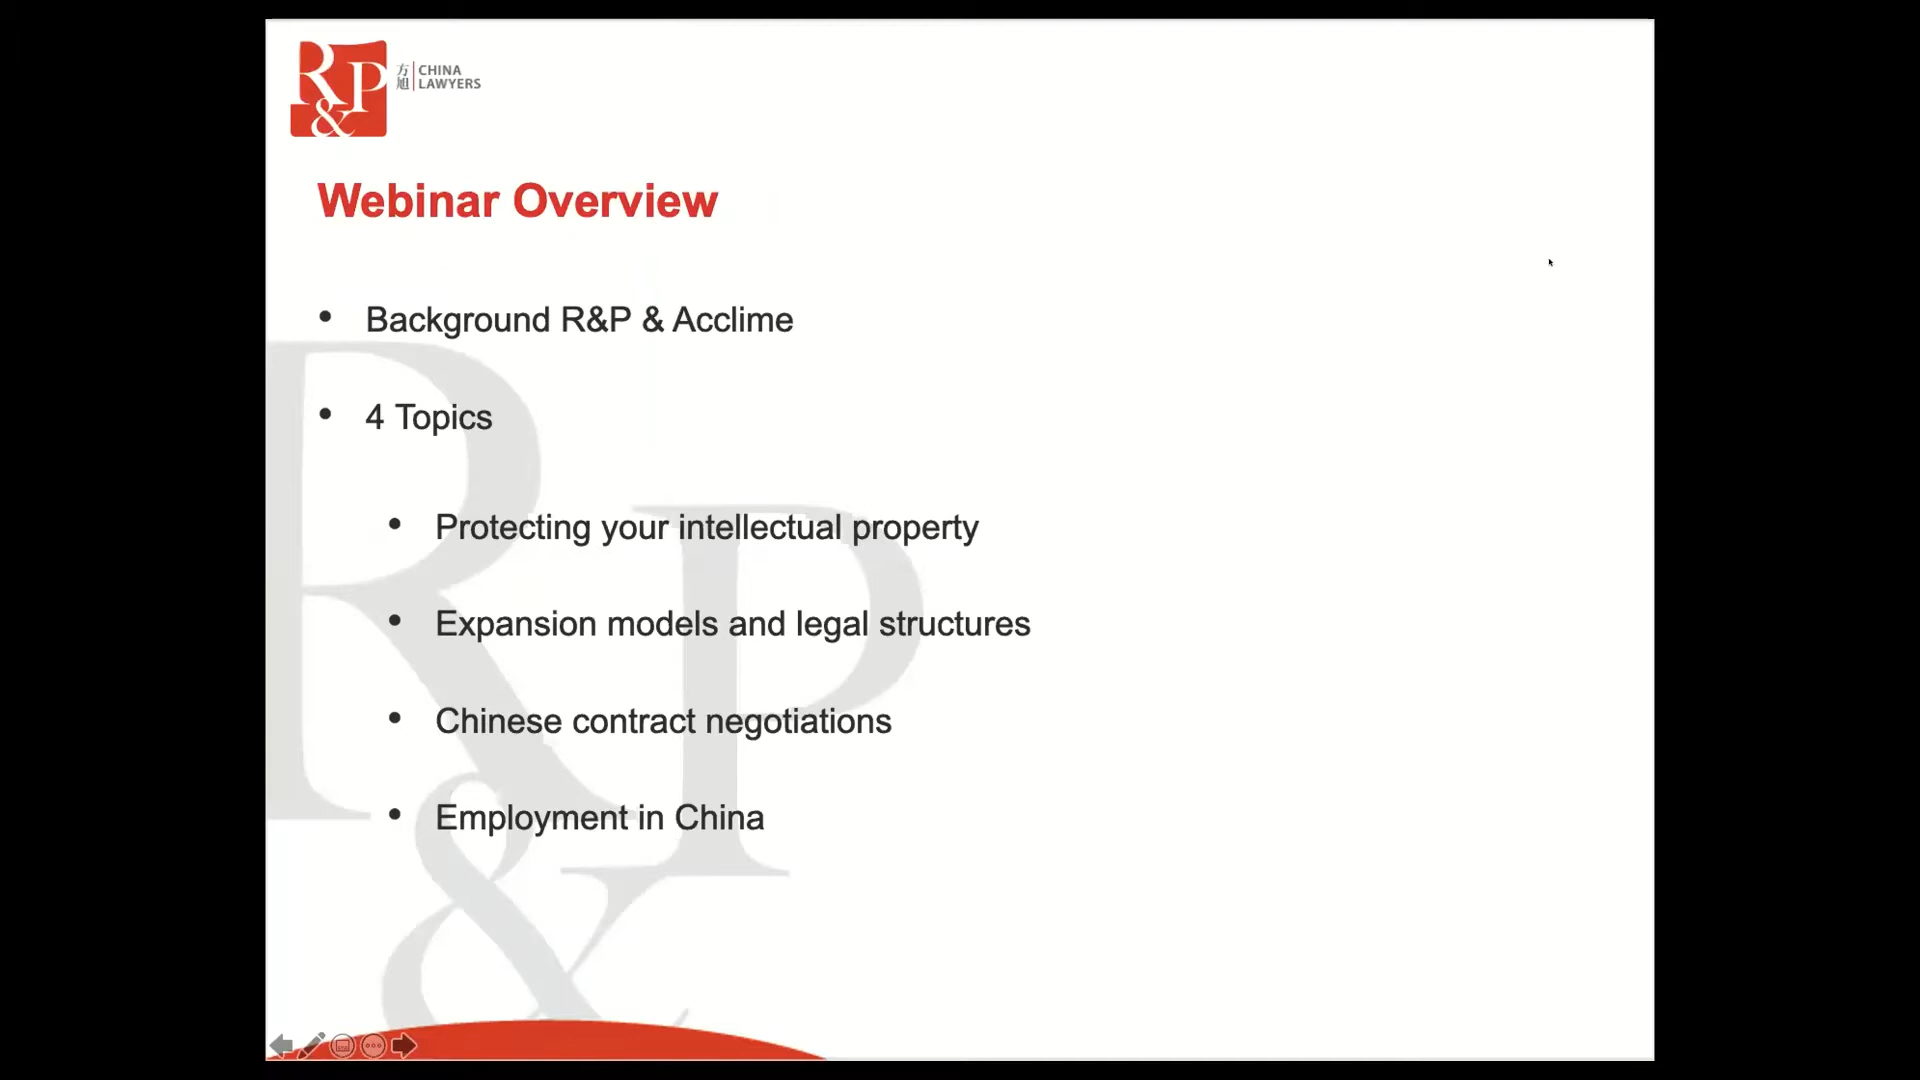 R&P
方旭
CHINA
LAWYERS
Webinar Overview
• Background R&P & Acclime
• 4 Topics
• Protecting your intellectual property
• Expansion models and legal structures
• Chinese contract negotiations
• Employment in China
R&P